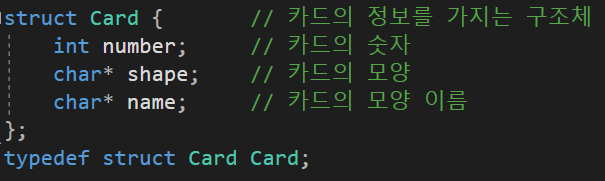 struct Card { // 카드의 정보를 가지는 구조체
int number; // 카드의 숫자
char* shape; // 카드의 모양
char* name; // 카드의 모양 이름
};
typedef struct Card Card;